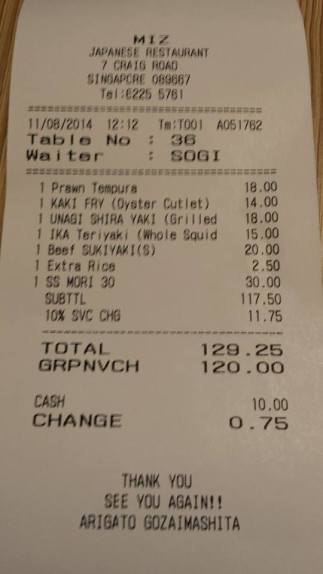 MIZ
JAPANESE RESTAURANT
7 CRAIG ROAD
SINGAPORE 089667
Tel:6225 5761
11/08/2014 12:12 Tm:T001 A051762
Table No : 36
Waiter : SOGI
1 Prawn Tempura 18.00
1 KAKI FRY (Oyster Cutlet) 14.00
1 UNAGI SHIRA YAKI (Grilled 18.00
1 IKA Teriyaki (Whole Squid 15.00
1 Beef SUKIYAKI(S) 20.00
1 Extra Rice 2.50
1 SS MORI 30 30.00
SUBTTL 117.50
10% SVC CHG 11.75
TOTAL 129.25
GRPNVCH 120.00
CASH 10.00
CHANGE 0.75
THANK YOU
SEE YOU AGAIN!!
ARIGATO GOZAIMASHITA